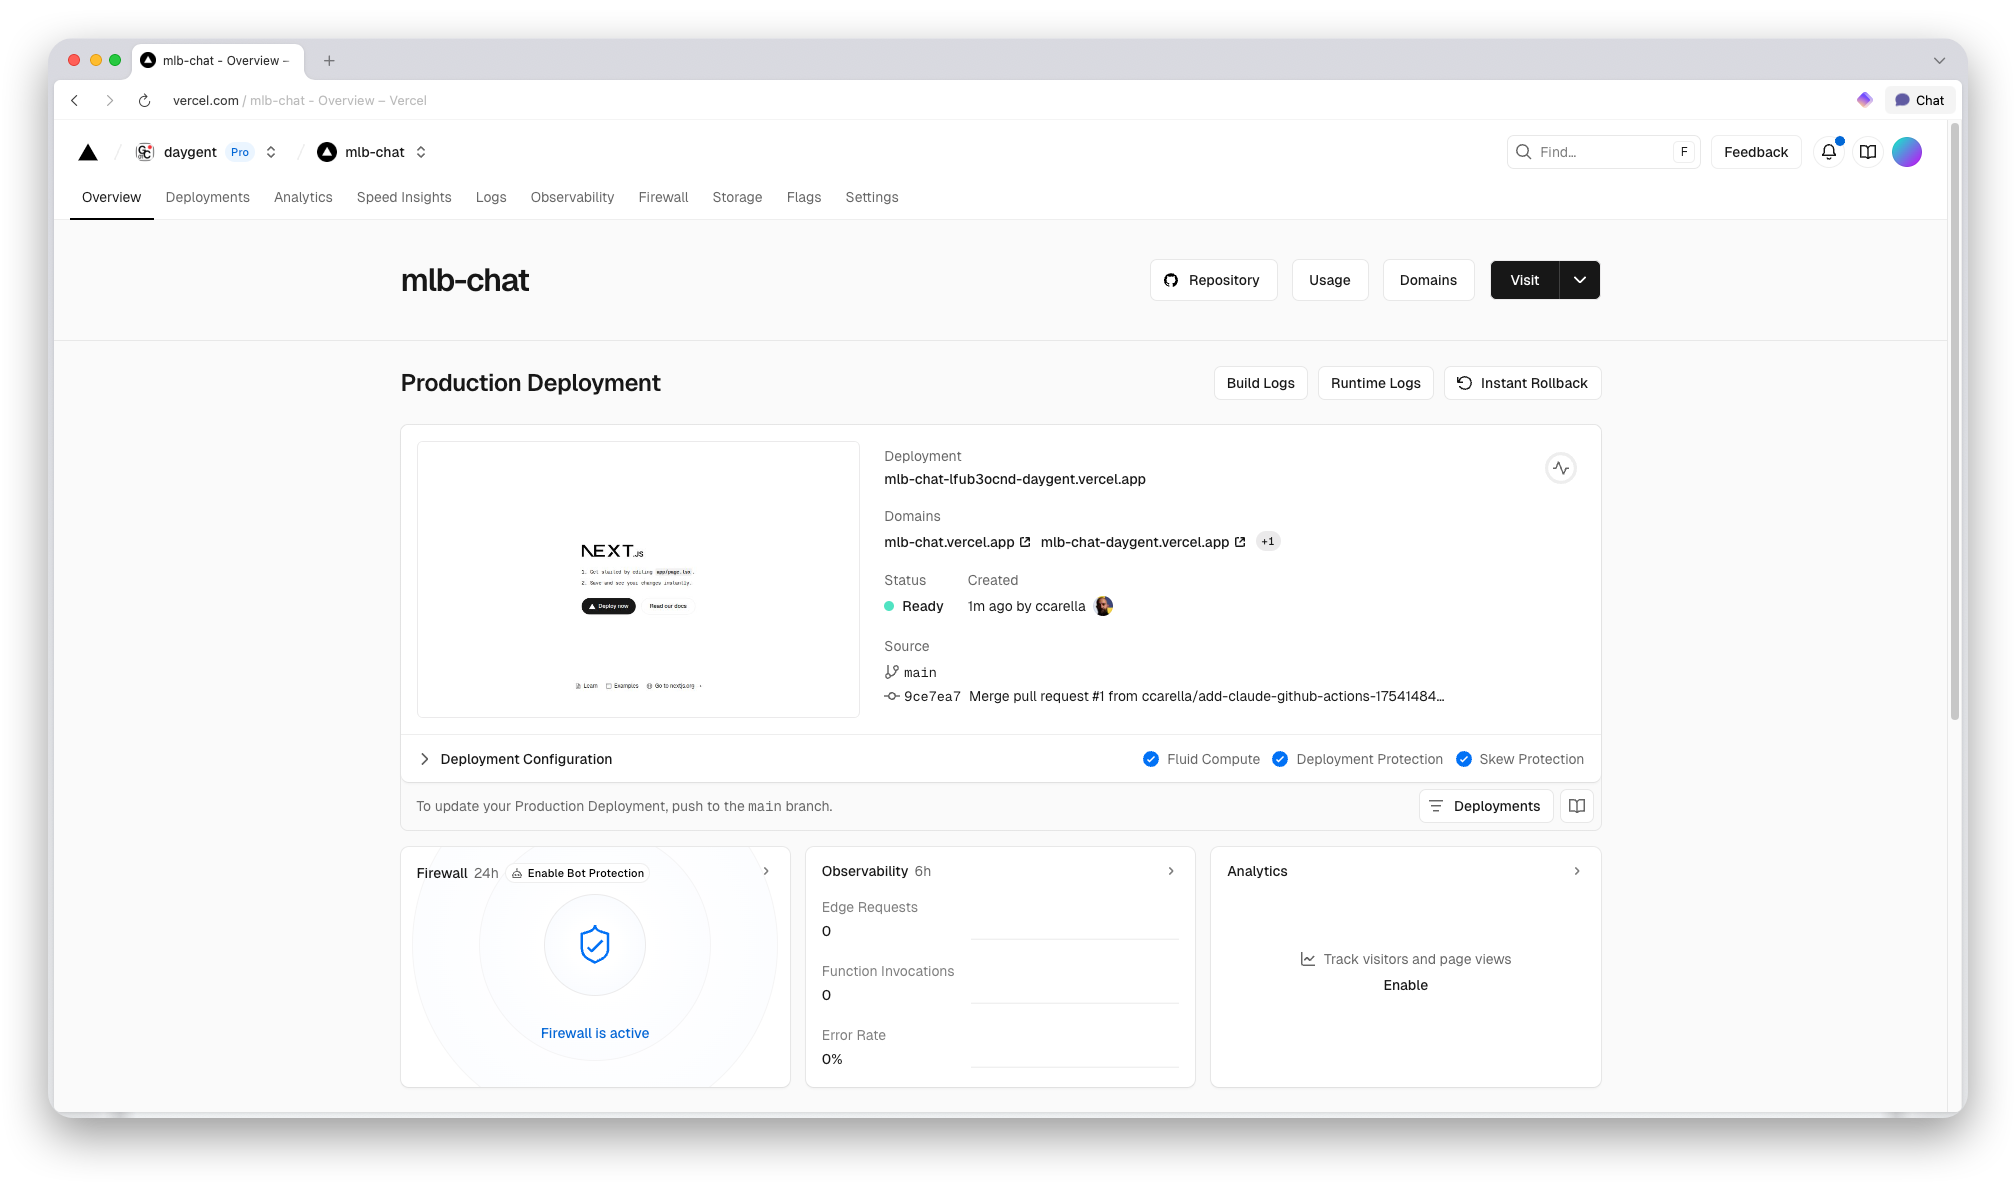 mlb-chat - Overview –
vercel.com / mlb-chat - Overview – Vercel
Chat
daygent Pro
mlb-chat
Find…
F
Feedback
Overview Deployments Analytics Speed Insights Logs Observability Firewall Storage Flags Settings
mlb-chat
Repository
Usage
Domains
Visit
Production Deployment
Build Logs
Runtime Logs
Instant Rollback
NEXT.JS
1. Get started by editing app/page.tsx.
2. Save and see your changes instantly.
Deploy now
Read our docs
Learn
Examples
Go to nextjs.org
Deployment
mlb-chat-lfub3ocnd-daygent.vercel.app
Domains
mlb-chat.vercel.app mlb-chat-daygent.vercel.app +1
Status Created
Ready 1m ago by ccarella
Source
main
9ce7ea7 Merge pull request #1 from ccarella/add-claude-github-actions-17541484…
Deployment Configuration
Fluid Compute Deployment Protection Skew Protection
To update your Production Deployment, push to the main branch.
Deployments
Firewall 24h Enable Bot Protection
Firewall is active
Observability 6h
Edge Requests
0
Function Invocations
0
Error Rate
0%
Analytics
Track visitors and page views
Enable